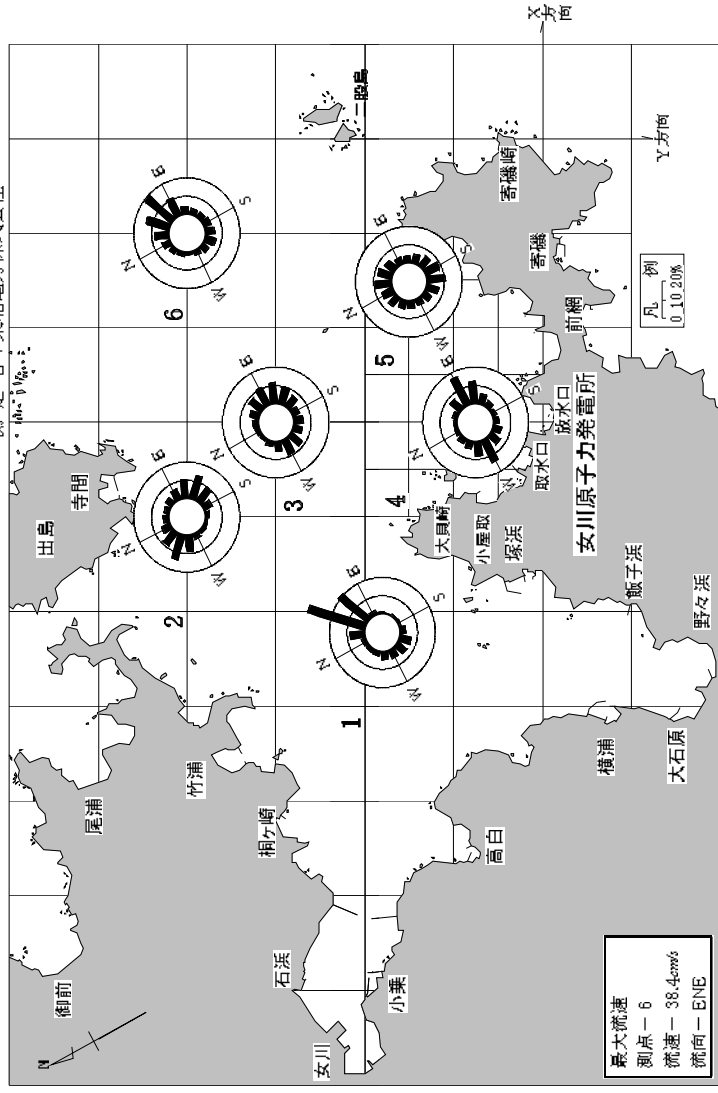 X方向
Y方向
二股島
寄磯崎
寄磯
前網
凡 例
0 10 20%
出島
寺間
6
N
E
S
W
5
N
E
S
W
3
N
E
S
W
4
E
S
W
2
N
S
W
1
N
E
S
W
放水口
取水口
女川原子力発電所
大貝崎
小屋取
塚浜
飯子浜
野々浜
横浦
大石原
尾浦
竹浦
桐ヶ崎
高白
石浜
小乗
御前
女川
N
最大流速
測点－6
流速－38.4cm/s
流向－ENE